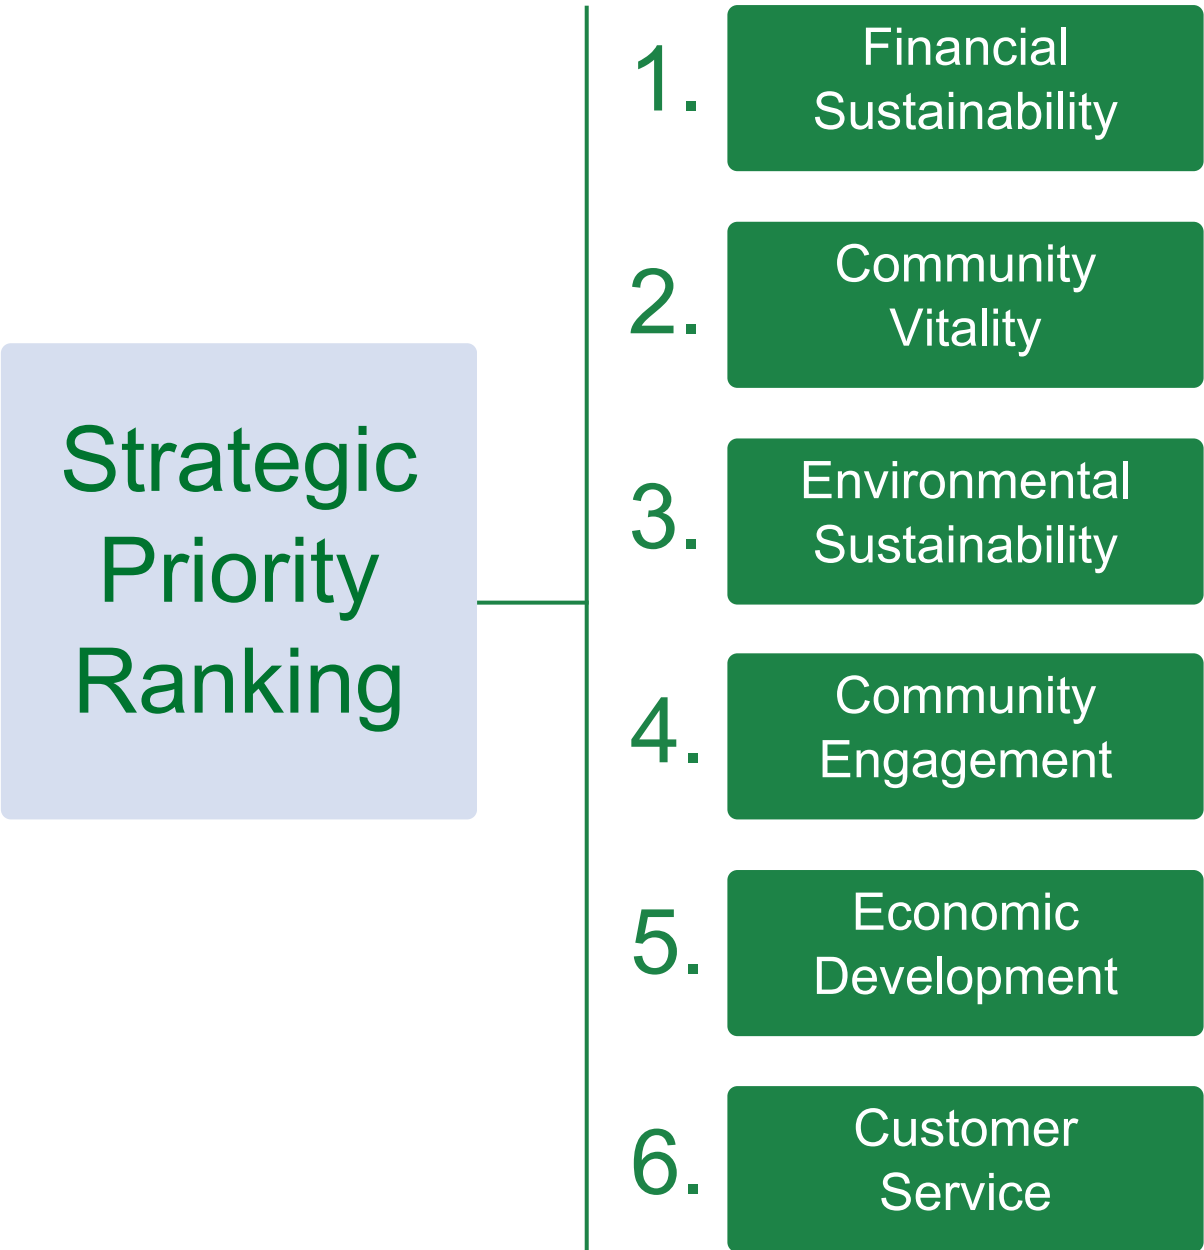 Strategic
Priority
Ranking
1.
Financial
Sustainability
2.
Community
Vitality
3.
Environmental
Sustainability
4.
Community
Engagement
5.
Economic
Development
6.
Customer
Service